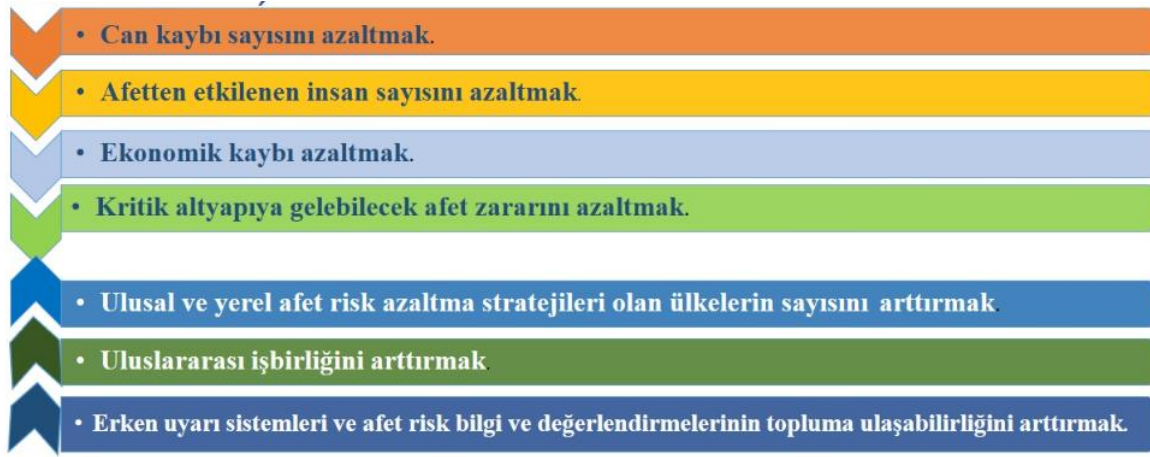 • Can kaybı sayısını azaltmak.
• Afetten etkilenen insan sayısını azaltmak.
• Ekonomik kaybı azaltmak.
• Kritik altyapıya gelebilecek afet zararını azaltmak.
• Ulusal ve yerel afet risk azaltma stratejileri olan ülkelerin sayısını arttırmak.
• Uluslararası işbirliğini arttırmak.
• Erken uyarı sistemleri ve afet risk bilgi ve değerlendirmelerinin topluma ulaşabilirliğini arttırmak.